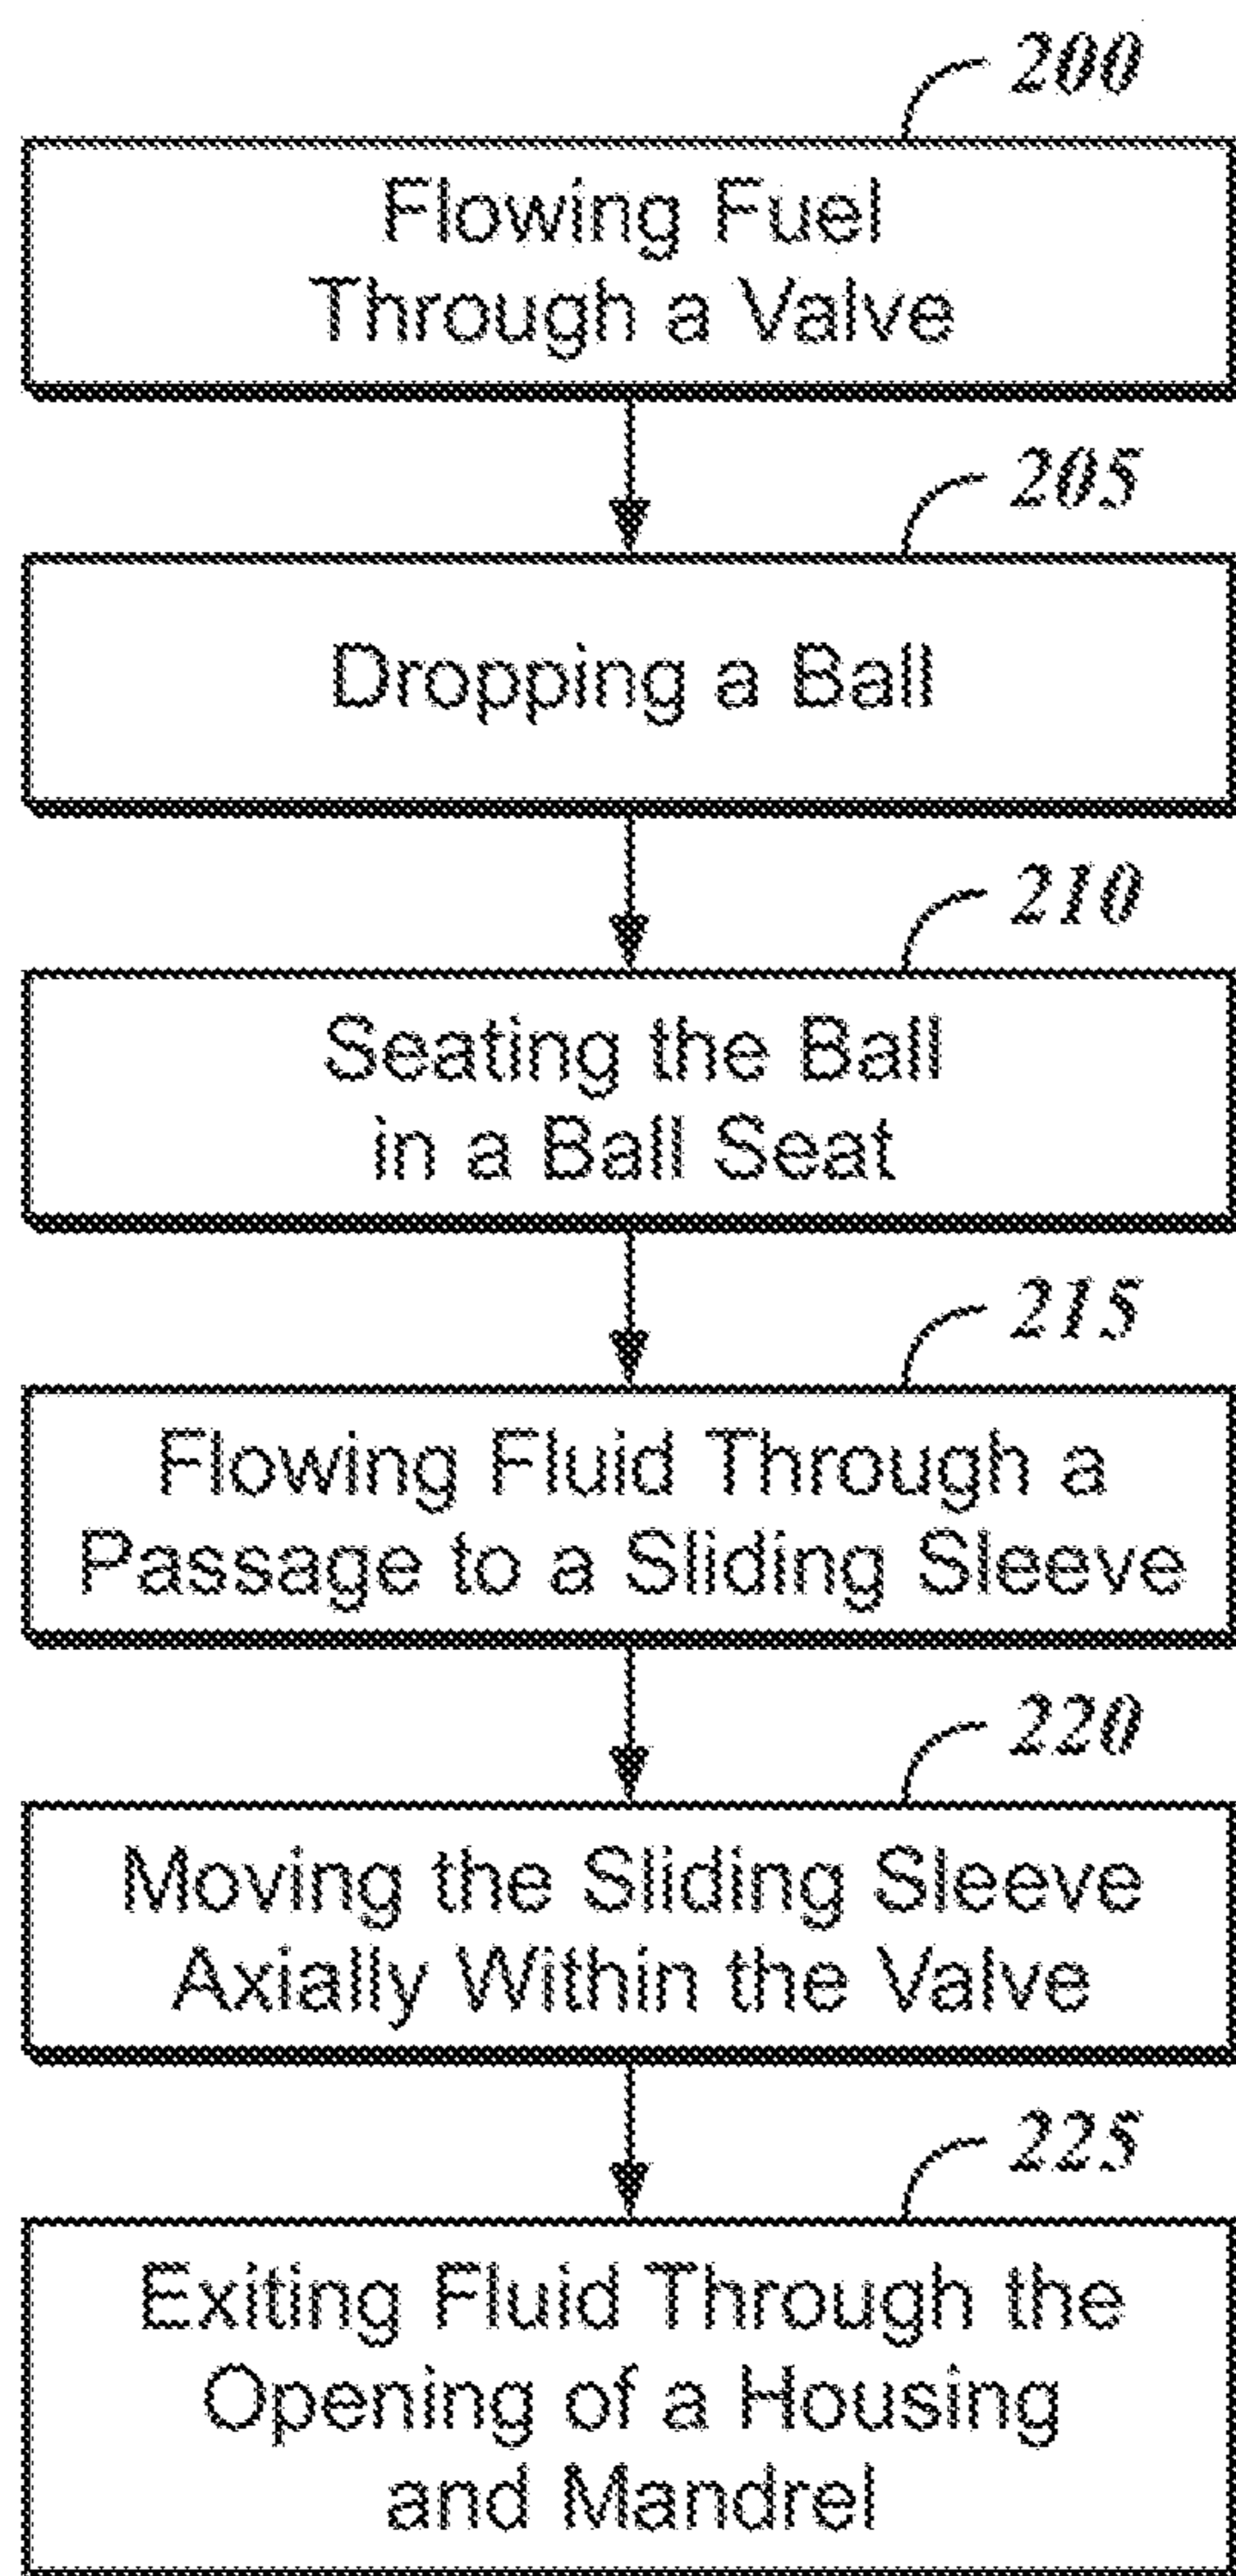 200
Flowing Fuel
Through a Valve
205
Dropping a Ball
210
Seating the Ball
in a Ball Seat
215
Flowing Fluid Through a
Passage to a Sliding Sleeve
220
Moving the Sliding Sleeve
Axially Within the Valve
225
Exiting Fluid Through the
Opening of a Housing
and Mandrel